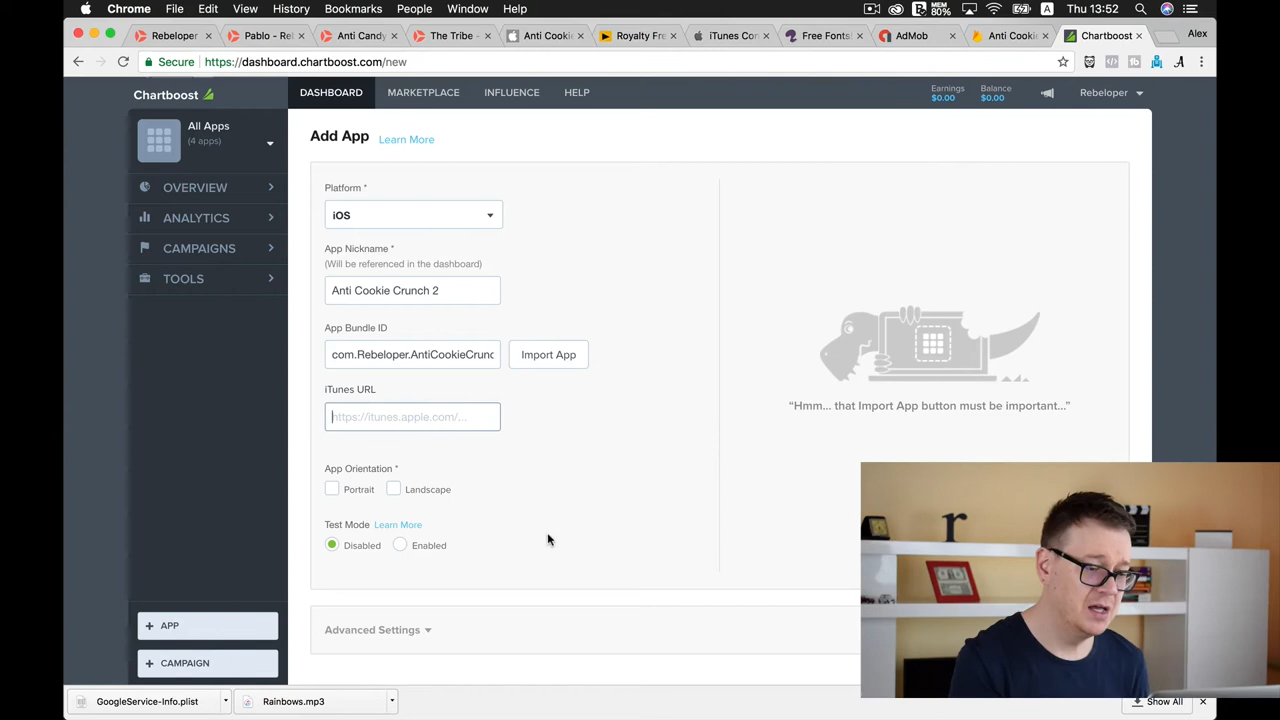 Chrome File Edit View History Bookmarks People Window Help
MEM 80% A Thu 13:52
Rebeloper
Pablo - Re
Anti Candy
The Tribe -
Anti Cooki
Royalty Fre
iTunes Con
Free Fonts!
AdMob
Anti Cooki
Chartboost
Alex
Secure https://dashboard.chartboost.com/new
Chartboost
DASHBOARD MARKETPLACE INFLUENCE HELP
Earnings $0.00
Balance $0.00
Rebeloper
All Apps
(4 apps)
OVERVIEW
ANALYTICS
CAMPAIGNS
TOOLS
+ APP
+ CAMPAIGN
Add App Learn More
Platform *
iOS
App Nickname *
(Will be referenced in the dashboard)
Anti Cookie Crunch 2
App Bundle ID
com.Rebeloper.AntiCookieCrunc
Import App
iTunes URL
https://itunes.apple.com/...
App Orientation *
Portrait Landscape
Test Mode Learn More
Disabled Enabled
“Hmm... that Import App button must be important...”
Advanced Settings
GoogleService-Info.plist
Rainbows.mp3
Show All
r